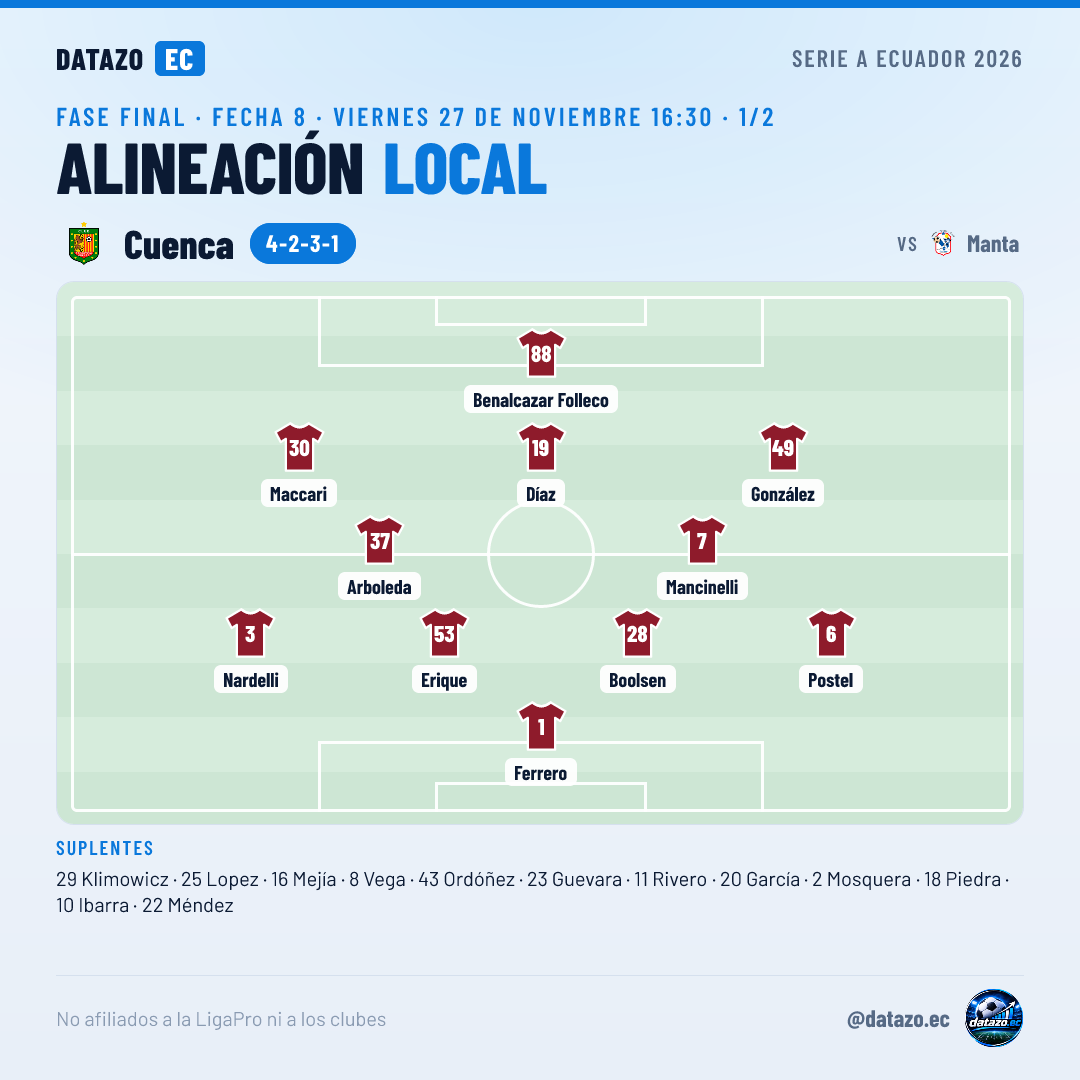 DATAZO EC
SERIE A ECUADOR 2026
FASE FINAL · FECHA 8 · VIERNES 27 DE NOVIEMBRE 16:30 · 1/2
ALINEACIÓN LOCAL
Cuenca 4-2-3-1
VS Manta
88
Benalcazar Folleco
30 19 49
Maccari Díaz González
37 7
Arboleda Mancinelli
3 53 28 6
Nardelli Erique Boolsen Postel
1
Ferrero
SUPLENTES
29 Klimowicz · 25 Lopez · 16 Mejía · 8 Vega · 43 Ordóñez · 23 Guevara · 11 Rivero · 20 García · 2 Mosquera · 18 Piedra ·
10 Ibarra · 22 Méndez
No afiliados a la LigaPro ni a los clubes
@datazo.ec
datazo.ec